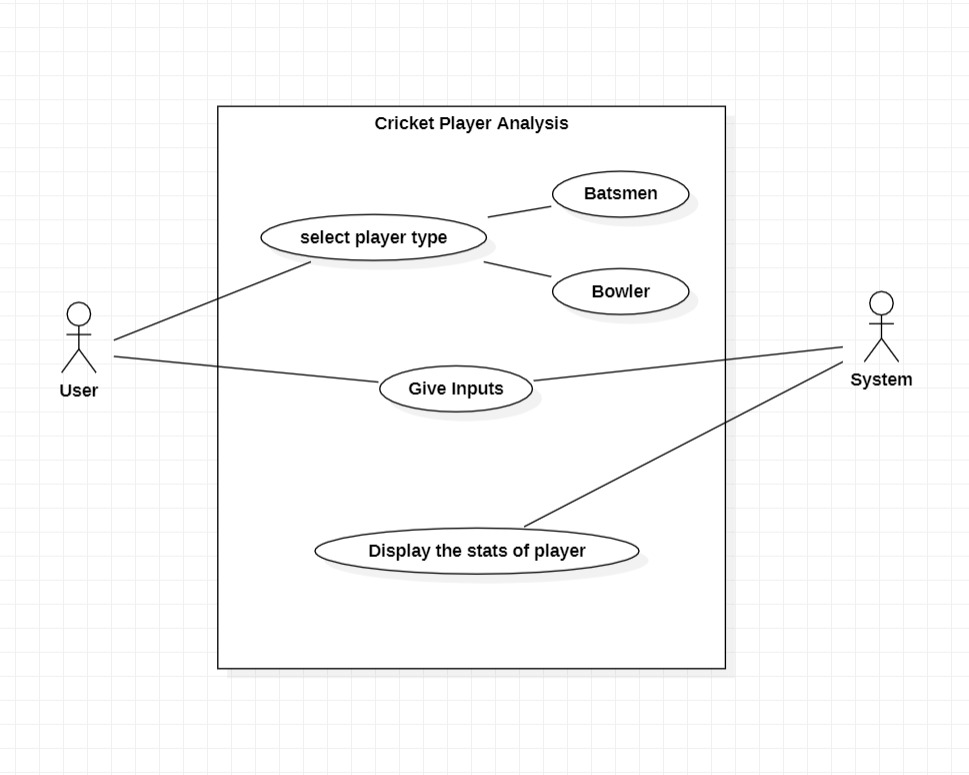 Cricket Player Analysis
Batsmen
select player type
Bowler
User
Give Inputs
System
Display the stats of player